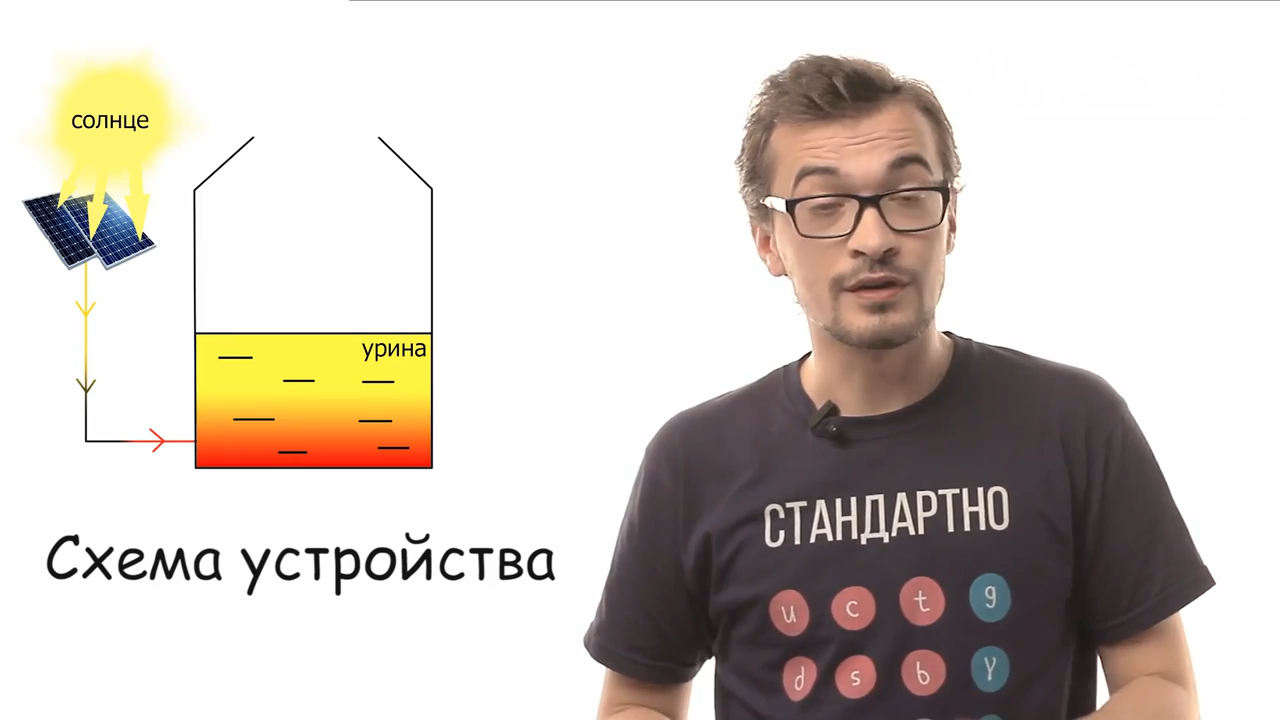 солнце
урина
Схема устройства
СТАНДАРТНО
u c t g
d s b y